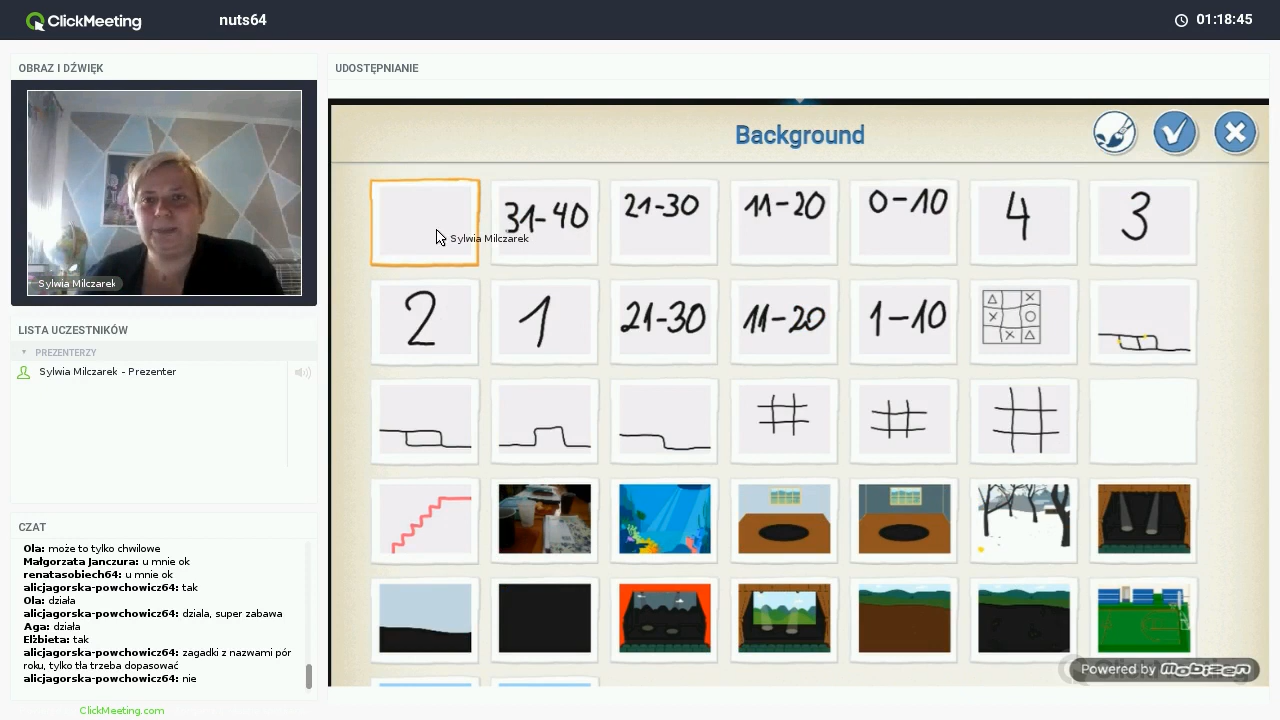 ClickMeeting
nuts64
01:18:45
OBRAZ I DŹWIĘK
UDOSTĘPNIANIE
Sylwia Milczarek
LISTA UCZESTNIKÓW
PREZENTERZY
Sylwia Milczarek - Prezenter
CZAT
Ola: może to tylko chwilowe
Małgorzata Janczura: u mnie ok
renatasobiech64: u mnie ok
alicjagorska-powchowicz64: tak
Ola: działa
alicjagorska-powchowicz64: dziala, super zabawa
Aga: działa
Elżbieta: tak
alicjagorska-powchowicz64: zagadki z nazwami pór
roku, tylko tła trzeba dopasować
alicjagorska-powchowicz64: nie
ClickMeeting.com
Background
Sylwia Milczarek
31-40
21-30
11-20
0-10
4
3
2
1
21-30
11-20
1-10
Powered by Mobizen